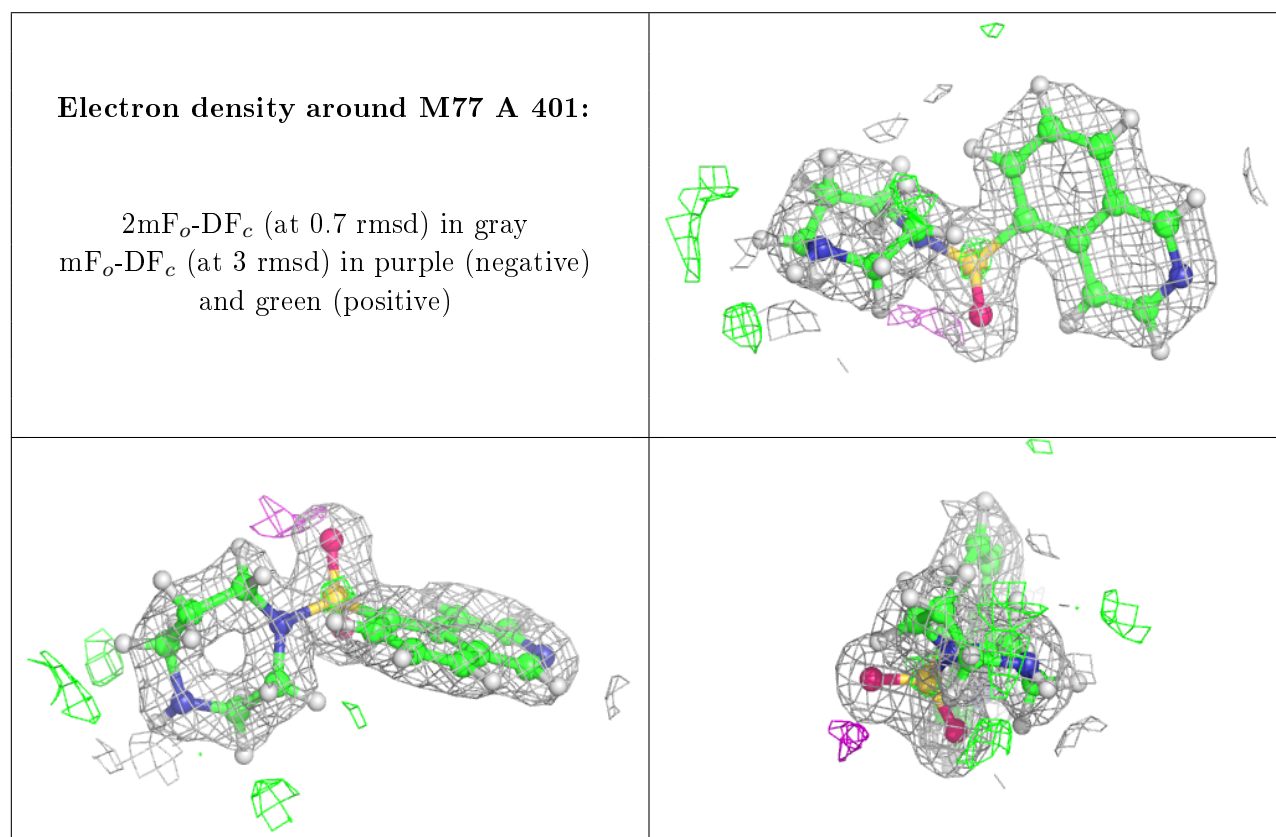 Electron density around M77 A 401:
2mFo-DFc (at 0.7 rmsd) in gray
mFo-DFc (at 3 rmsd) in purple (negative)
and green (positive)